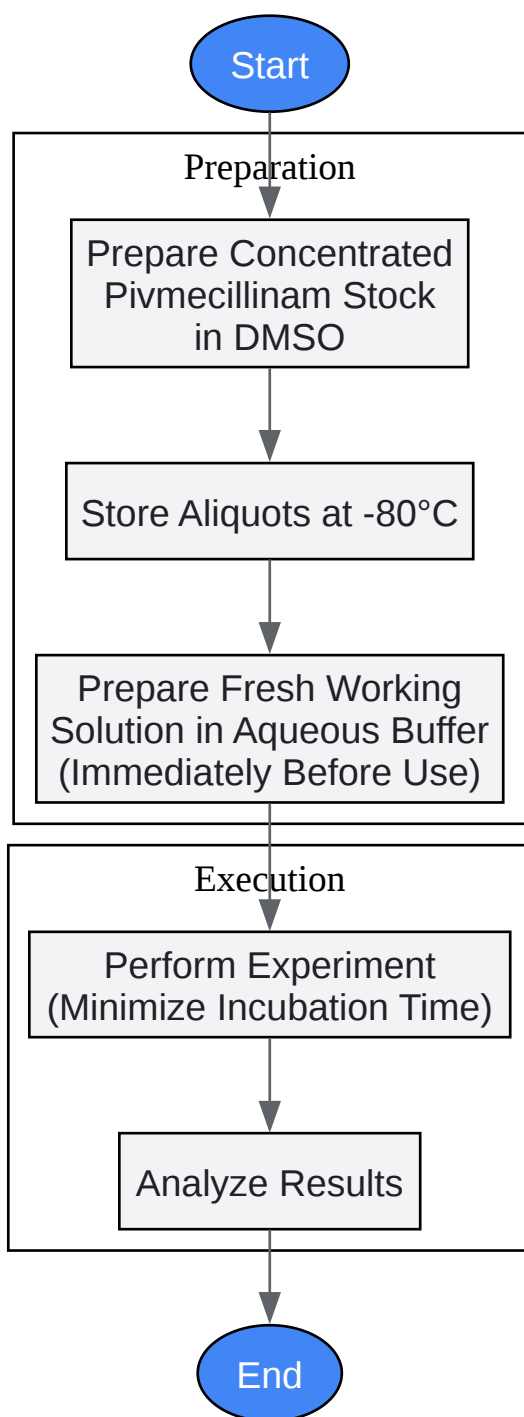 Start
Preparation
Prepare Concentrated
Pivmecillinam Stock
in DMSO
Store Aliquots at -80°C
Prepare Fresh Working
Solution in Aqueous Buffer
(Immediately Before Use)
Execution
Perform Experiment
(Minimize Incubation Time)
Analyze Results
End